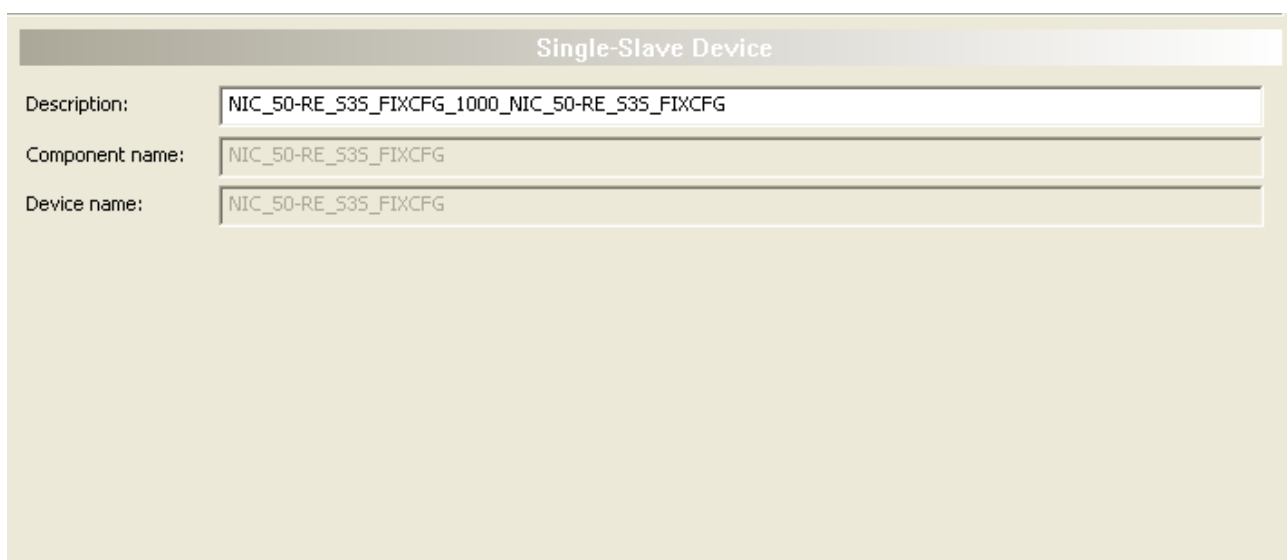 Single-Slave Device
Description: NIC_50-RE_S3S_FIXCFG_1000_NIC_50-RE_S3S_FIXCFG
Component name: NIC_50-RE_S3S_FIXCFG
Device name: NIC_50-RE_S3S_FIXCFG